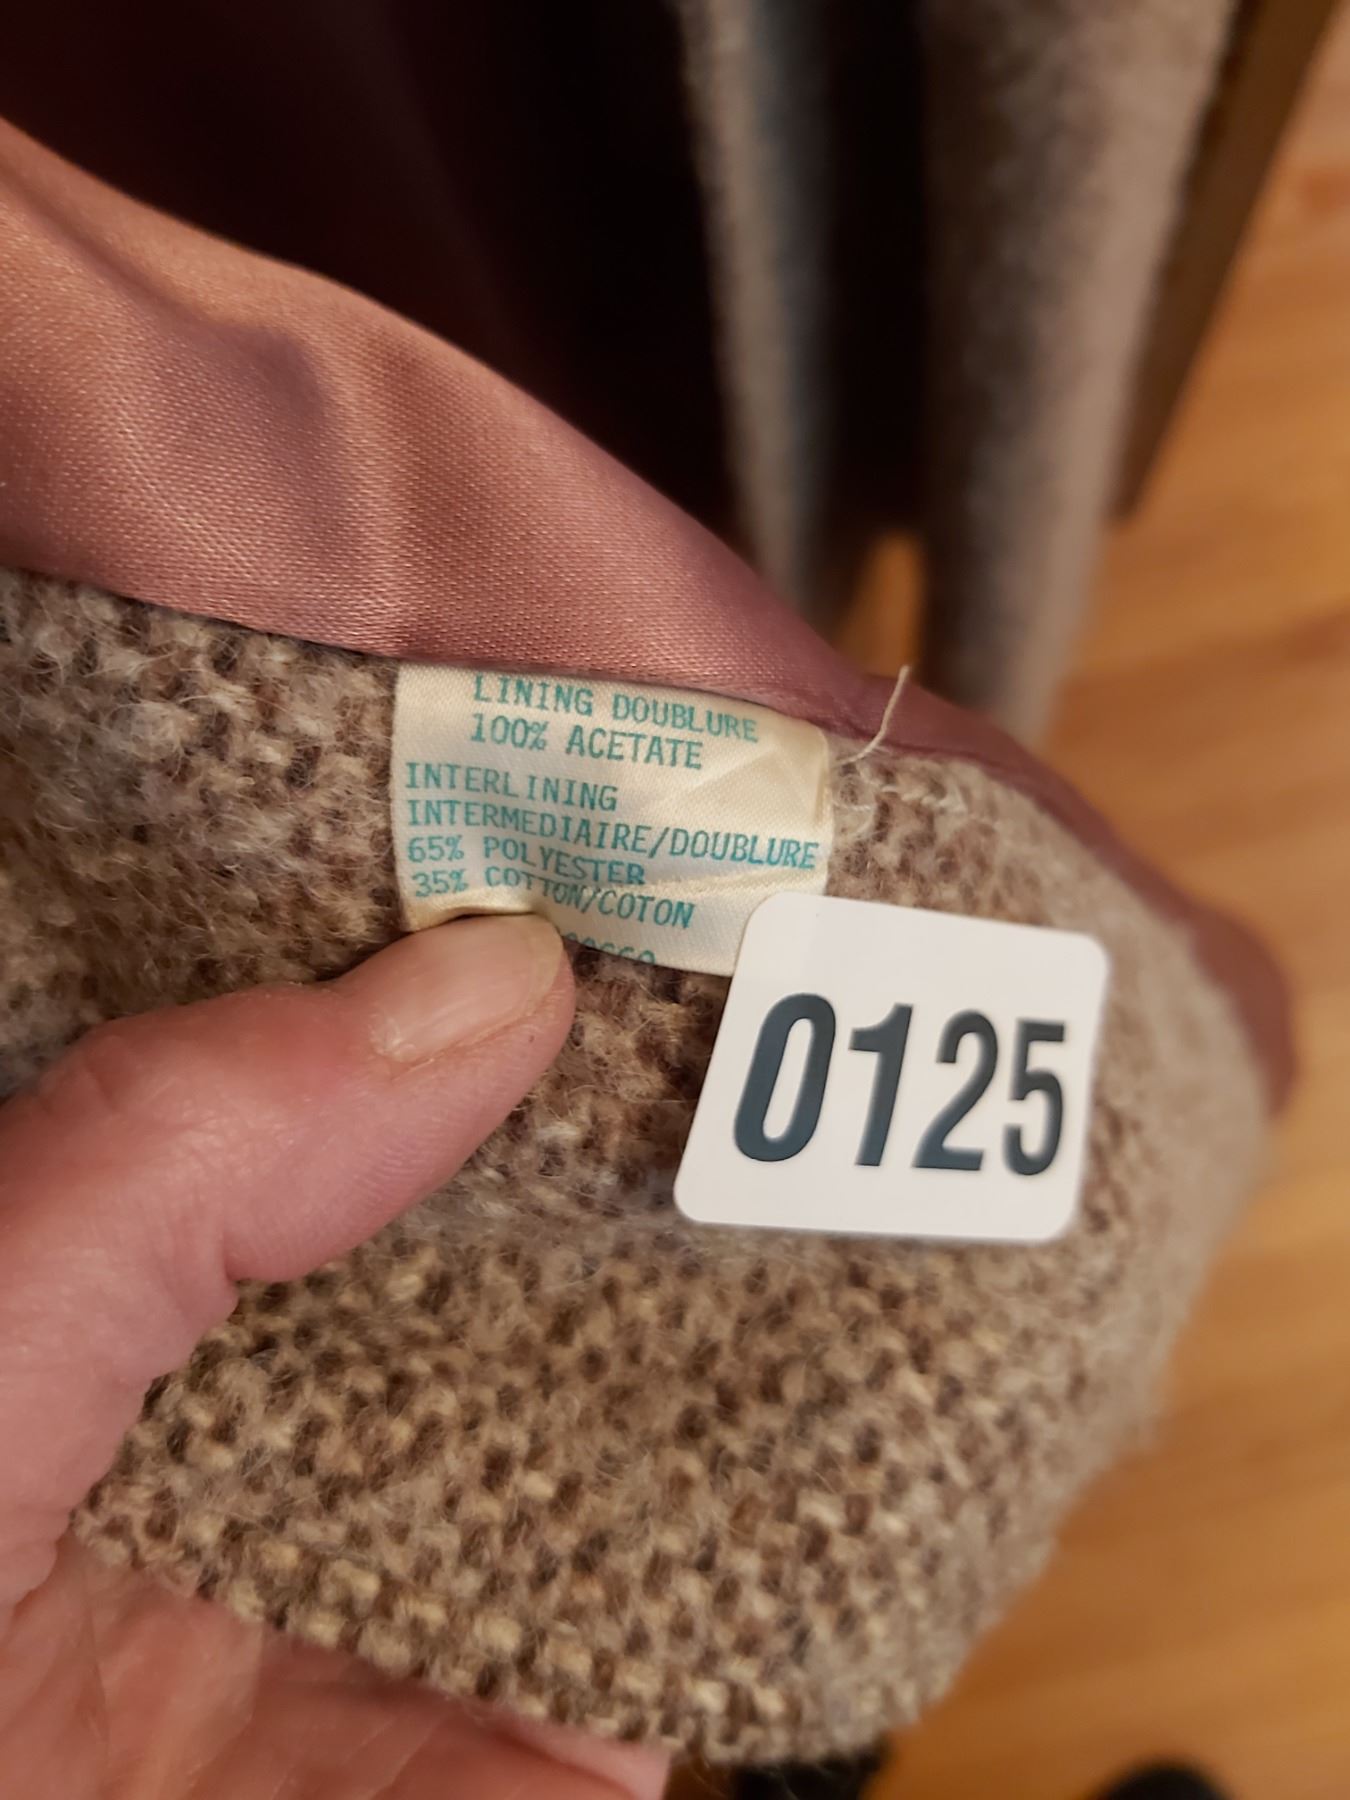 LINING DOUBLURE
100% ACETATE
INTERLINING
INTERMEDIAIRE/DOUBLURE
65% POLYESTER
35% COTTON/COTON
0125